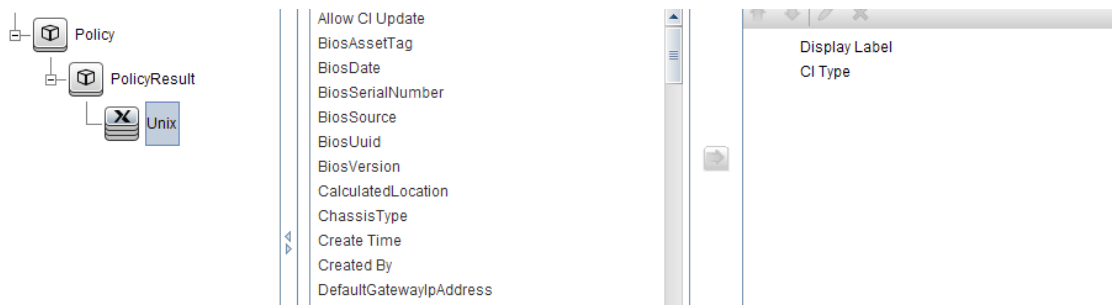 Policy
PolicyResult
Unix
Allow CI Update
BiosAssetTag
BiosDate
BiosSerialNumber
BiosSource
BiosUuid
BiosVersion
CalculatedLocation
ChassisType
Create Time
Created By
DefaultGatewayIpAddress
Display Label
CI Type